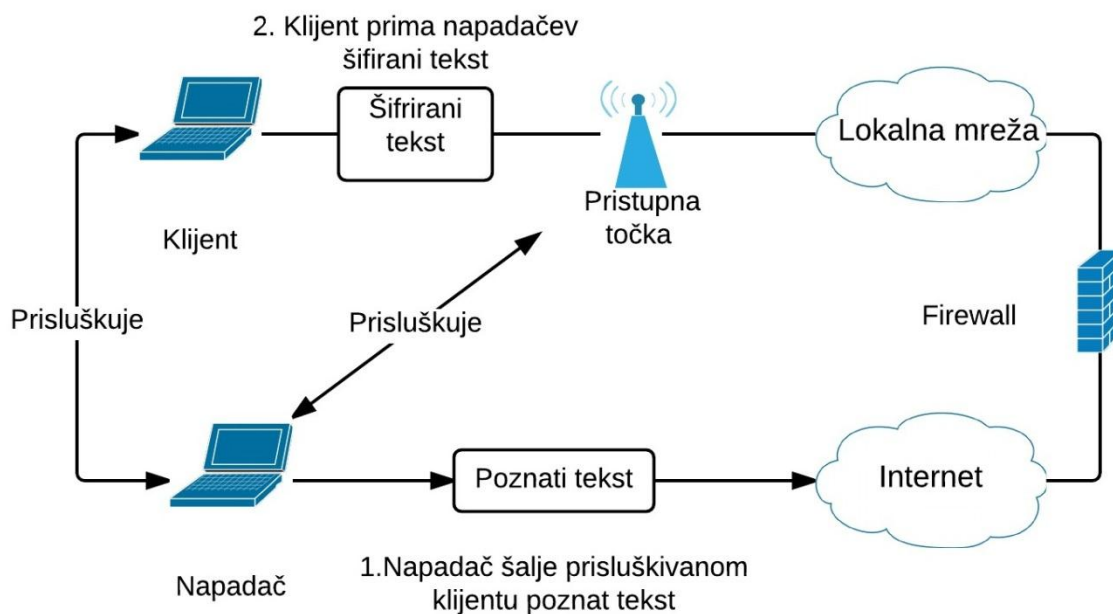 2. Klijent prima napadačev
šifirani tekst
Šifrirani
tekst
Lokalna mreža
Pristupna
točka
Klijent
Prisluškuje
Prisluškuje
Firewall
Poznati tekst
Internet
Napadač
1.Napadač šalje prisluškivanom
klijentu poznat tekst